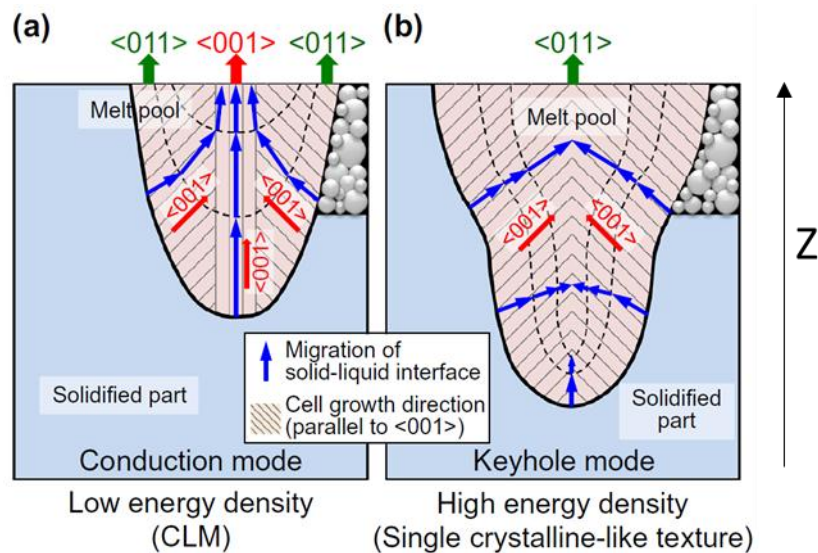 (a)
<011> <001> <011>
Melt pool
<001>
<001>
<001>
Solidified part
Conduction mode
Low energy density
(CLM)
Migration of
solid-liquid interface
Cell growth direction
(parallel to <001>)
(b)
<011>
Melt pool
<001>
<001>
Solidified
part
Keyhole mode
High energy density
(Single crystalline-like texture)
Z